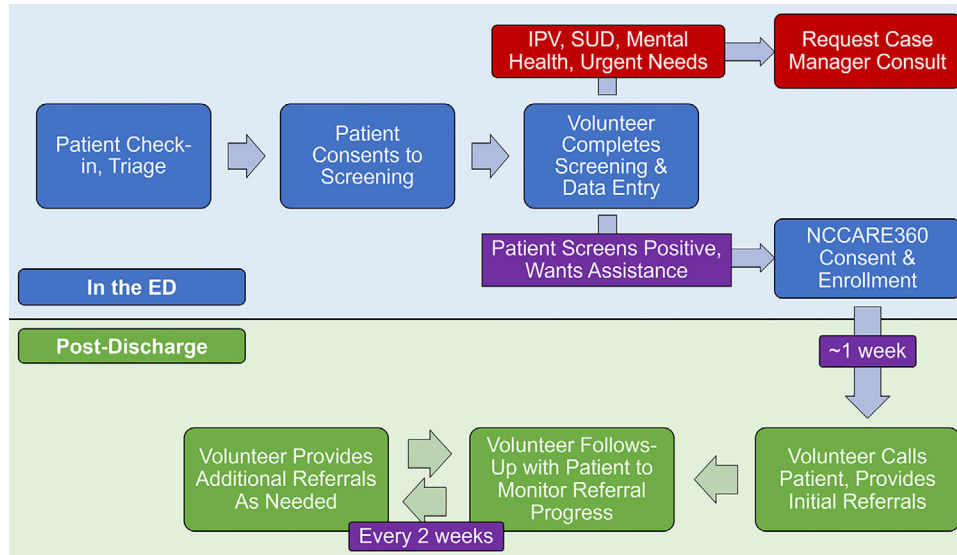 IPV, SUD, Mental
Health, Urgent Needs
Request Case
Manager Consult
Patient Check-
in, Triage
Patient
Consents to
Screening
Volunteer
Completes
Screening &
Data Entry
Patient Screens Positive,
Wants Assistance
NCCARE360
Consent &
Enrollment
In the ED
Post-Discharge
~1 week
Volunteer Calls
Patient, Provides
Initial Referrals
Volunteer Follows-
Up with Patient to
Monitor Referral
Progress
Volunteer Provides
Additional Referrals
As Needed
Every 2 weeks